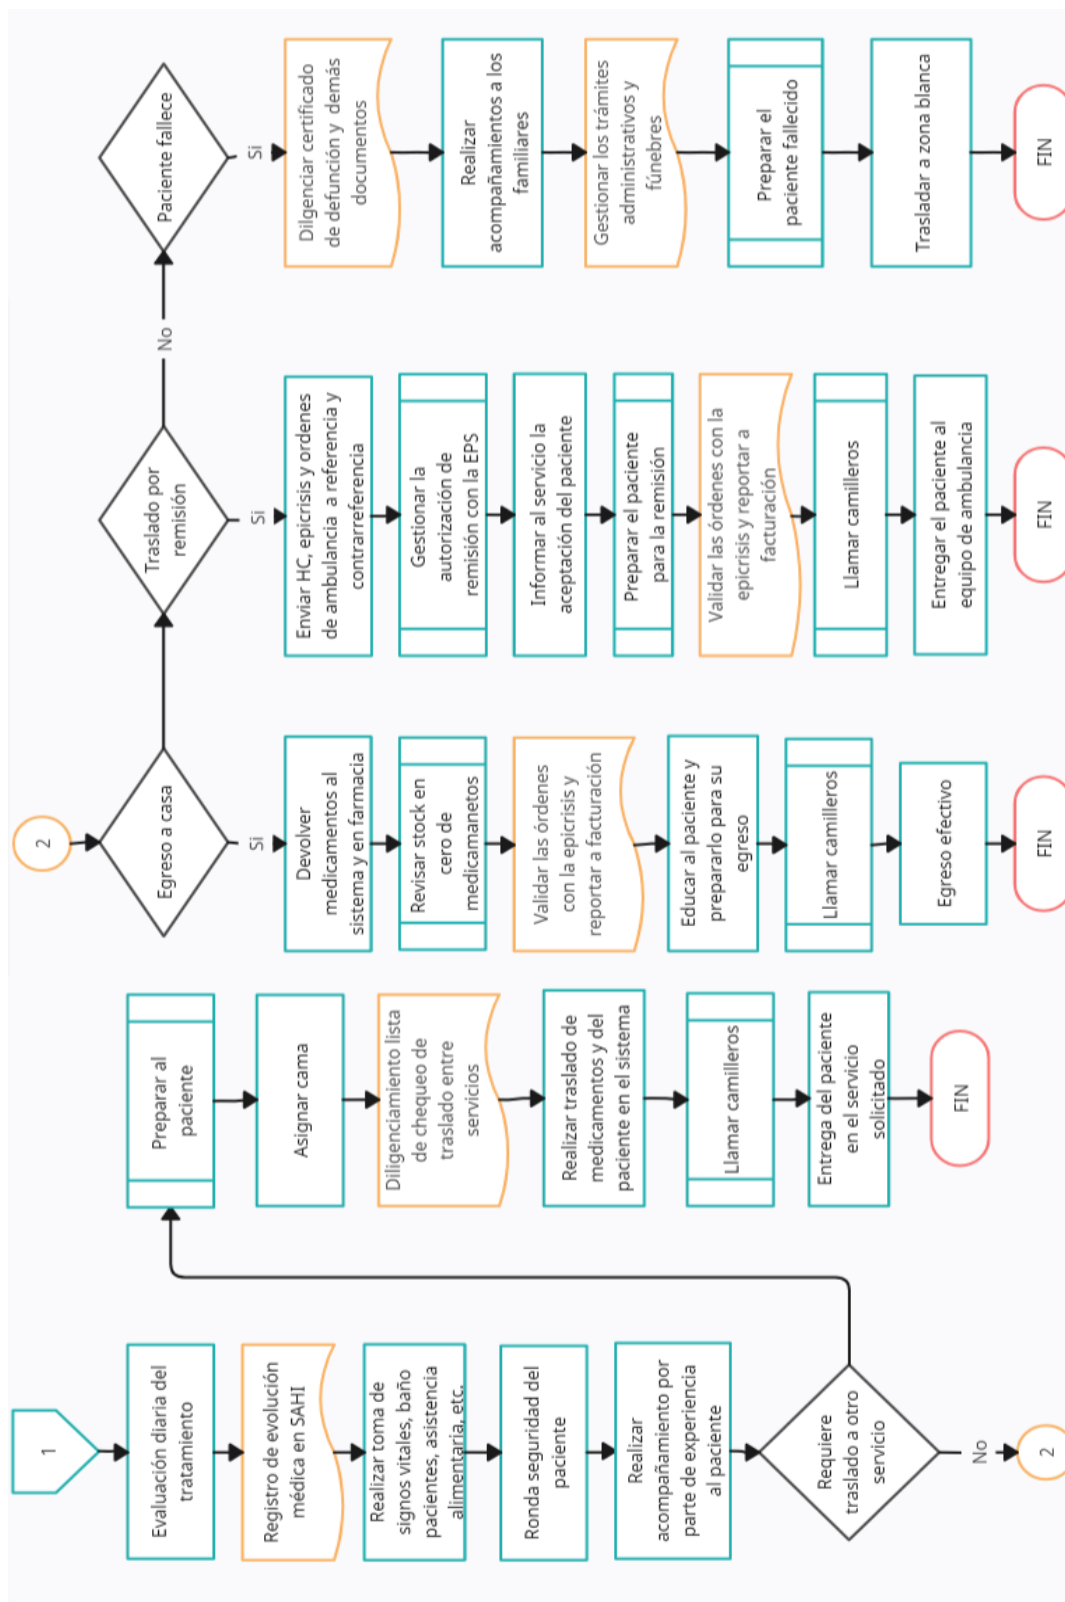 1
Evaluación diaria del
tratamiento
Registro de evolución
médica en SAHI
Realizar toma de
signos vitales, baño
pacientes, asistencia
alimentaria, etc.
Ronda seguridad del
paciente
Realizar
acompañamiento por
parte de experiencia
al paciente
Requiere
traslado a otro
servicio
No
2
Preparar al
paciente
Asignar cama
Diligenciamiento lista
de chequeo de
traslado entre
servicios
Realizar traslado de
medicamentos y del
paciente en el sistema
Llamar camilleros
Entrega del paciente
en el servicio
solicitado
FIN
2
Egreso a casa
Si
Devolver
medicamentos al
sistema y en farmacia
Revisar stock en
cero de
medicamanetos
Validar las órdenes
con la epicrisis y
reportar a facturación
Educar al paciente y
prepararlo para su
egreso
Llamar camilleros
Egreso efectivo
FIN
Traslado por
remisión
Si
Enviar HC, epicrisis y ordenes
de ambulancia a referencia y
contrarreferencia
Gestionar la
autorización de
remisión con la EPS
Informar al servicio la
aceptación del paciente
Preparar el paciente
para la remisión
Validar las órdenes con la
epicrisis y reportar a
facturación
Llamar camilleros
Entregar el paciente al
equipo de ambulancia
FIN
No
Paciente fallece
Si
Dilgenciar certificado
de defunción y demás
documentos
Realizar
acompañamientos a los
familiares
Gestionar los trámites
administrativos y
fúnebres
Preparar el
paciente fallecido
Trasladar a zona blanca
FIN